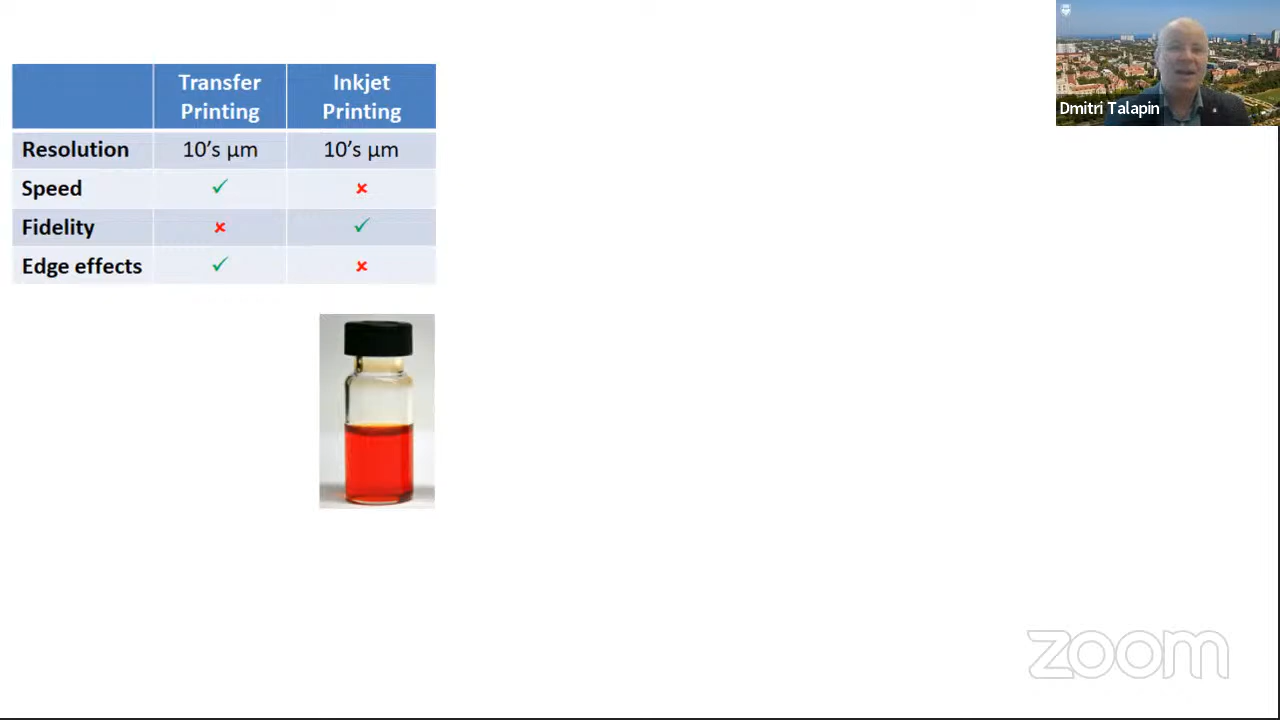 Transfer Printing
Inkjet Printing
Resolution 10's µm 10's µm
Speed ✓ ✗
Fidelity ✗ ✓
Edge effects ✓ ✗
Dmitri Talapin
zoom